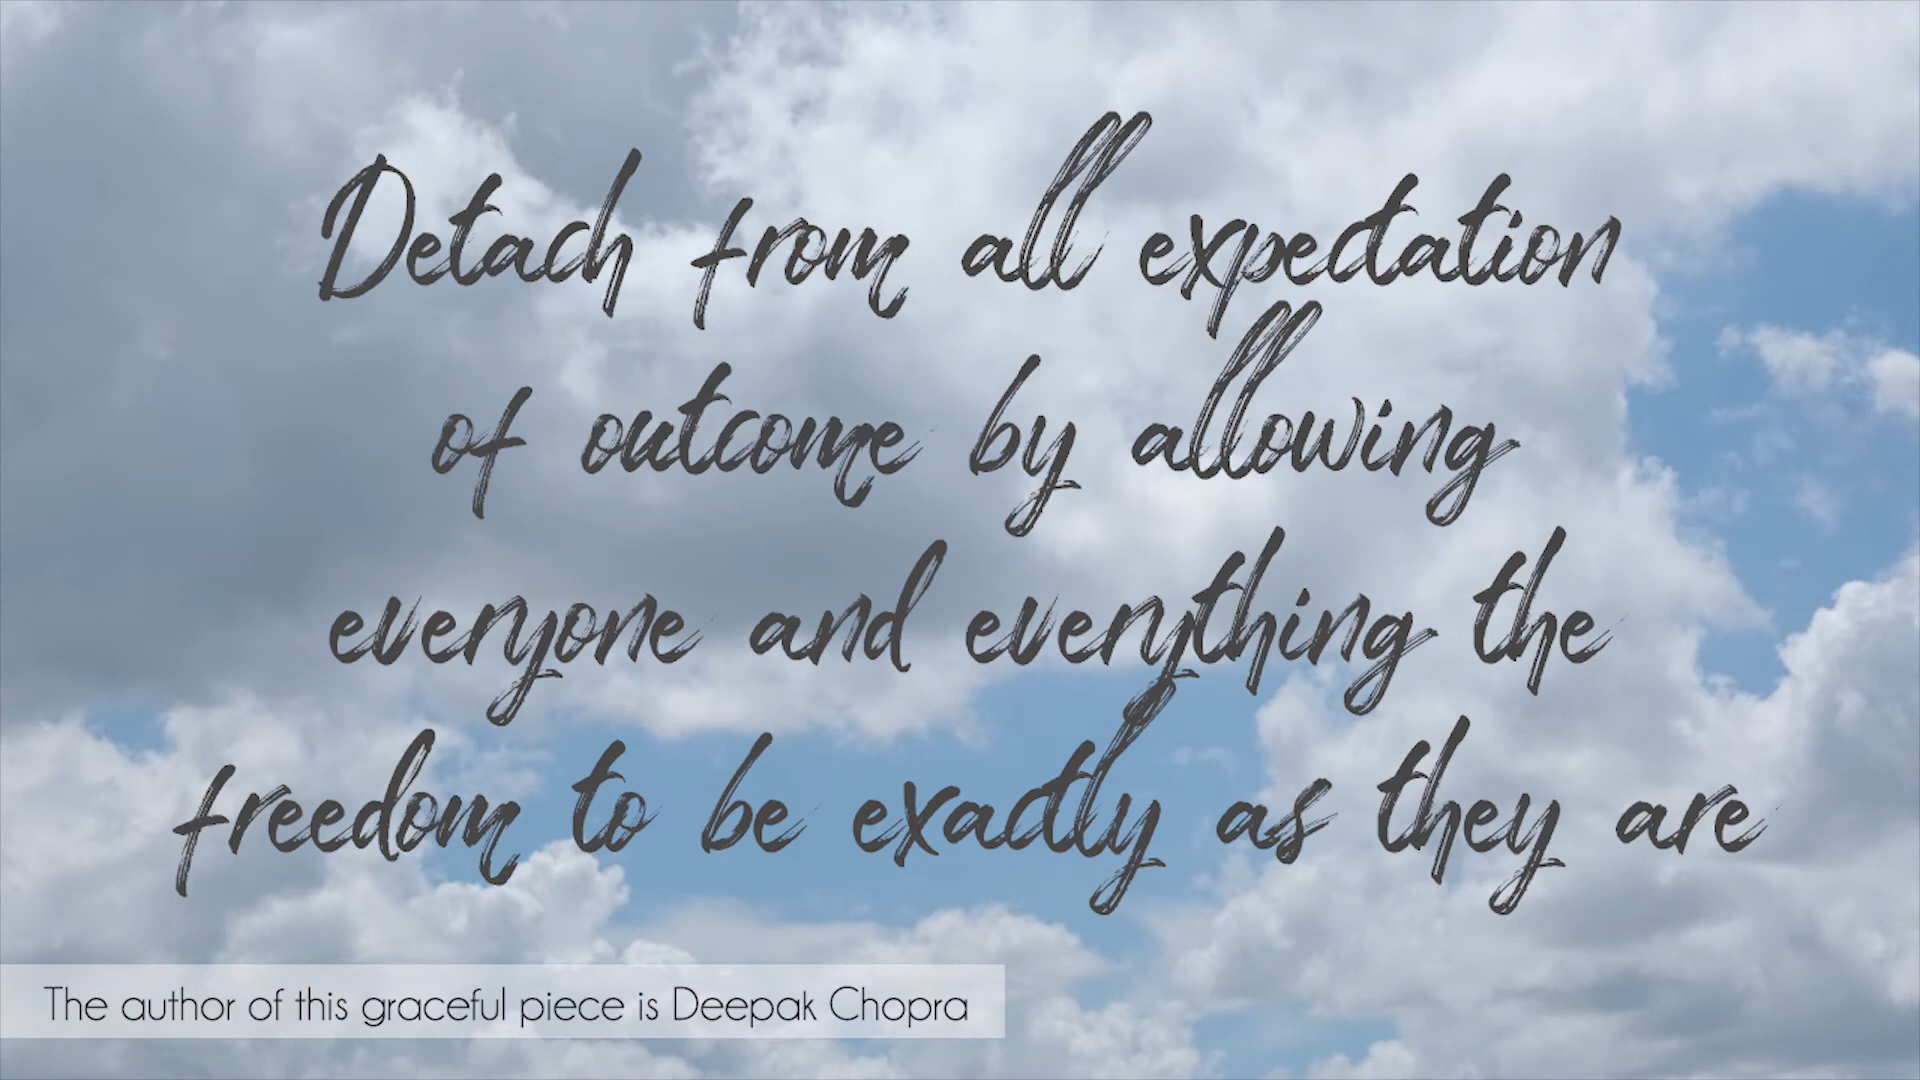 Detach from all expectation
of outcome by allowing
everyone and everything the
freedom to be exactly as they are
The author of this graceful piece is Deepak Chopra